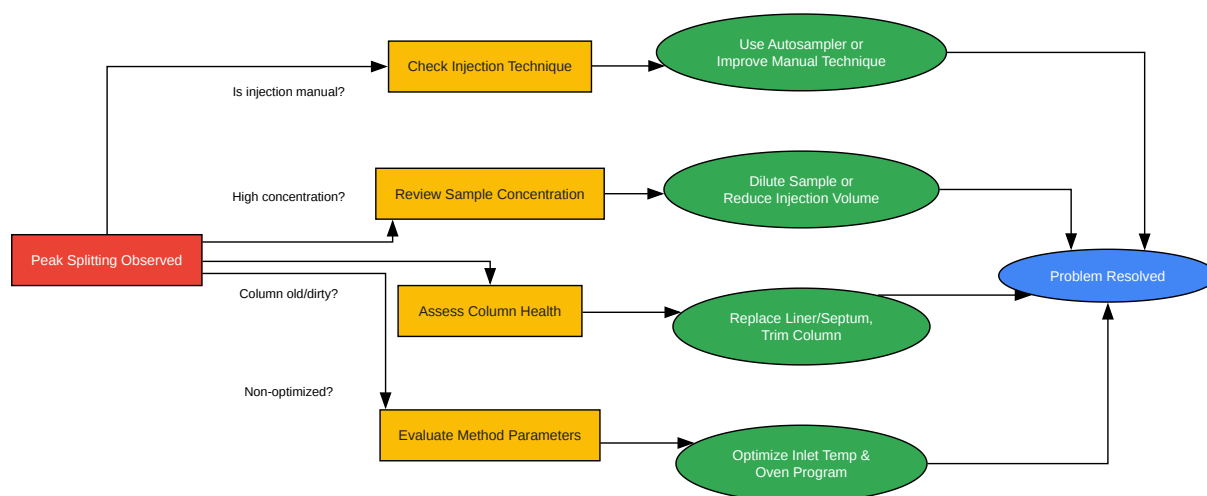 Use Autosampler or
Improve Manual Technique
Check Injection Technique
Is injection manual?
Dilute Sample or
Reduce Injection Volume
Review Sample Concentration
High concentration?
Peak Splitting Observed
Problem Resolved
Column old/dirty?
Assess Column Health
Replace Liner/Septum,
Trim Column
Non-optimized?
Evaluate Method Parameters
Optimize Inlet Temp &
Oven Program